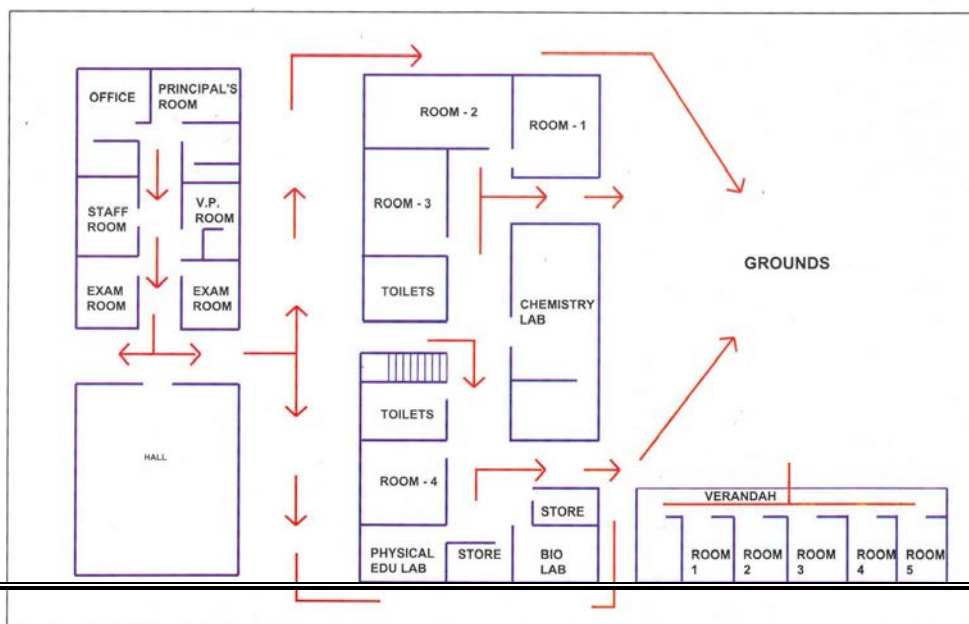 OFFICE
PRINCIPAL'S
ROOM
STAFF
ROOM
V.P.
ROOM
EXAM
ROOM
EXAM
ROOM
HALL
ROOM - 2
ROOM - 1
ROOM - 3
TOILETS
CHEMISTRY
LAB
TOILETS
ROOM - 4
PHYSICAL
EDU LAB
STORE
STORE
BIO
LAB
GROUNDS
VERANDAH
ROOM
1
ROOM
2
ROOM
3
ROOM
4
ROOM
5